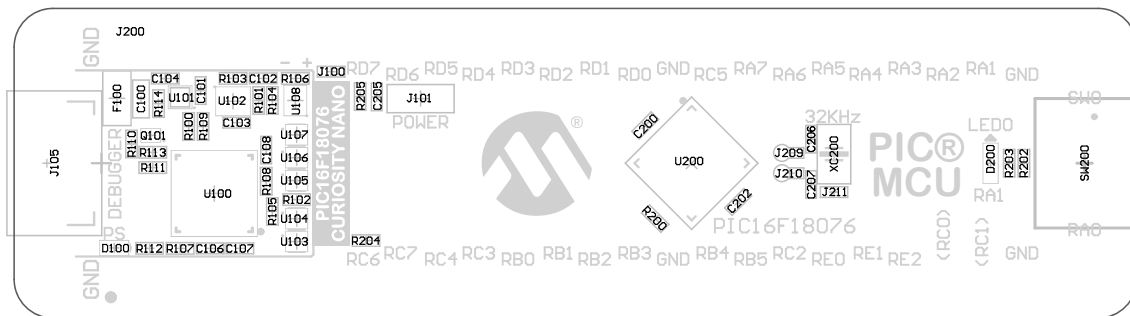 J200
GND
J105
DEBUGGER
PS
GND
F100
C100
C104
R114
U101
C101
R103
C102
R106
U102
R101
R104
U108
R100
R109
C103
R110
Q101
R113
R111
U100
C108
R108
R105
U107
U106
U105
R102
U104
U103
D100
R112
R107
C106
C107
- +
J100
PIC16F18076
CURIOSITY NANO
R204
R205
C205
J101
POWER
RD7 RD6 RD5 RD4 RD3 RD2 RD1 RD0 GND RC5 RA7 RA6 RA5 RA4 RA3 RA2 RA1 GND
®
C200
U200
R200
C202
PIC16F18076
32KHz
J209
J210
C206
C207
XC200
J211
PIC®
MCU
LED0
D200
R203
R202
RA1
SW0
SW200
RA0
RC6 RC7 RC4 RC3 RB0 RB1 RB2 RB3 GND RB4 RB5 RC2 RE0 RE1 RE2 (RC0) (RC1) GND